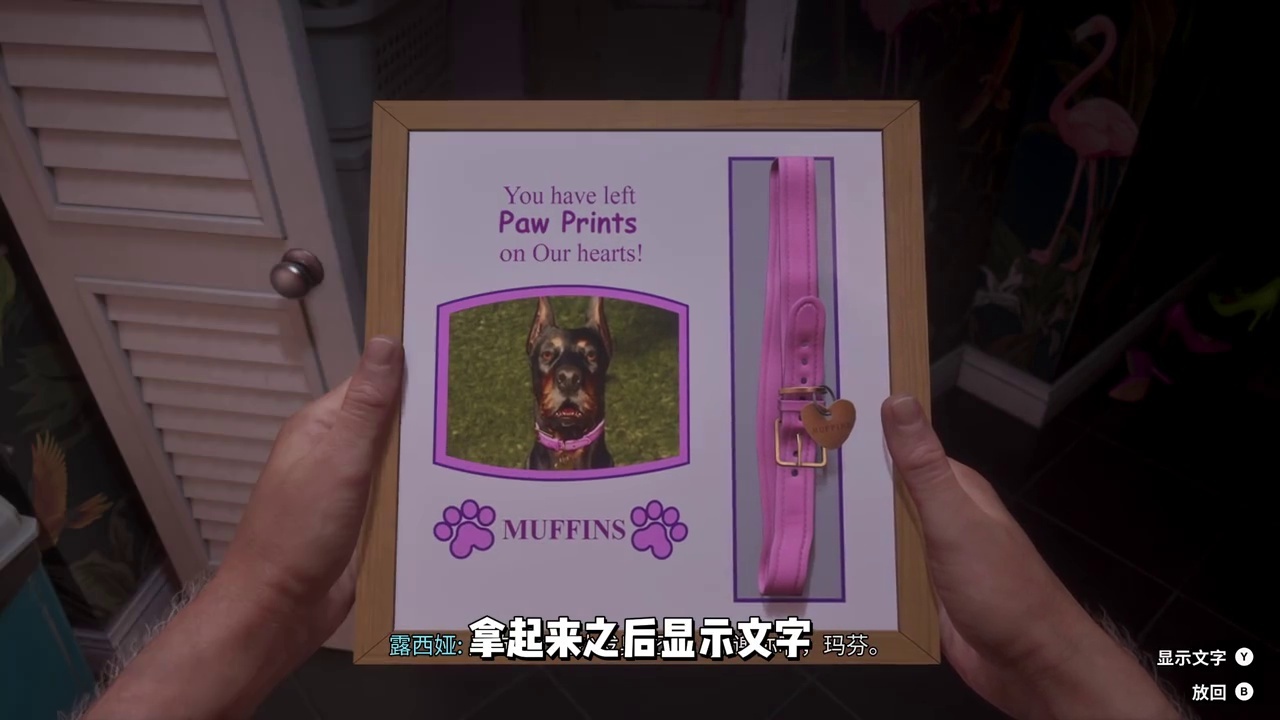 You have left
Paw Prints
on Our hearts!
MUFFINS
MUFFINS
拿起来之后显示文字
露西娅: 玛芬。
显示文字 Y
放回 B